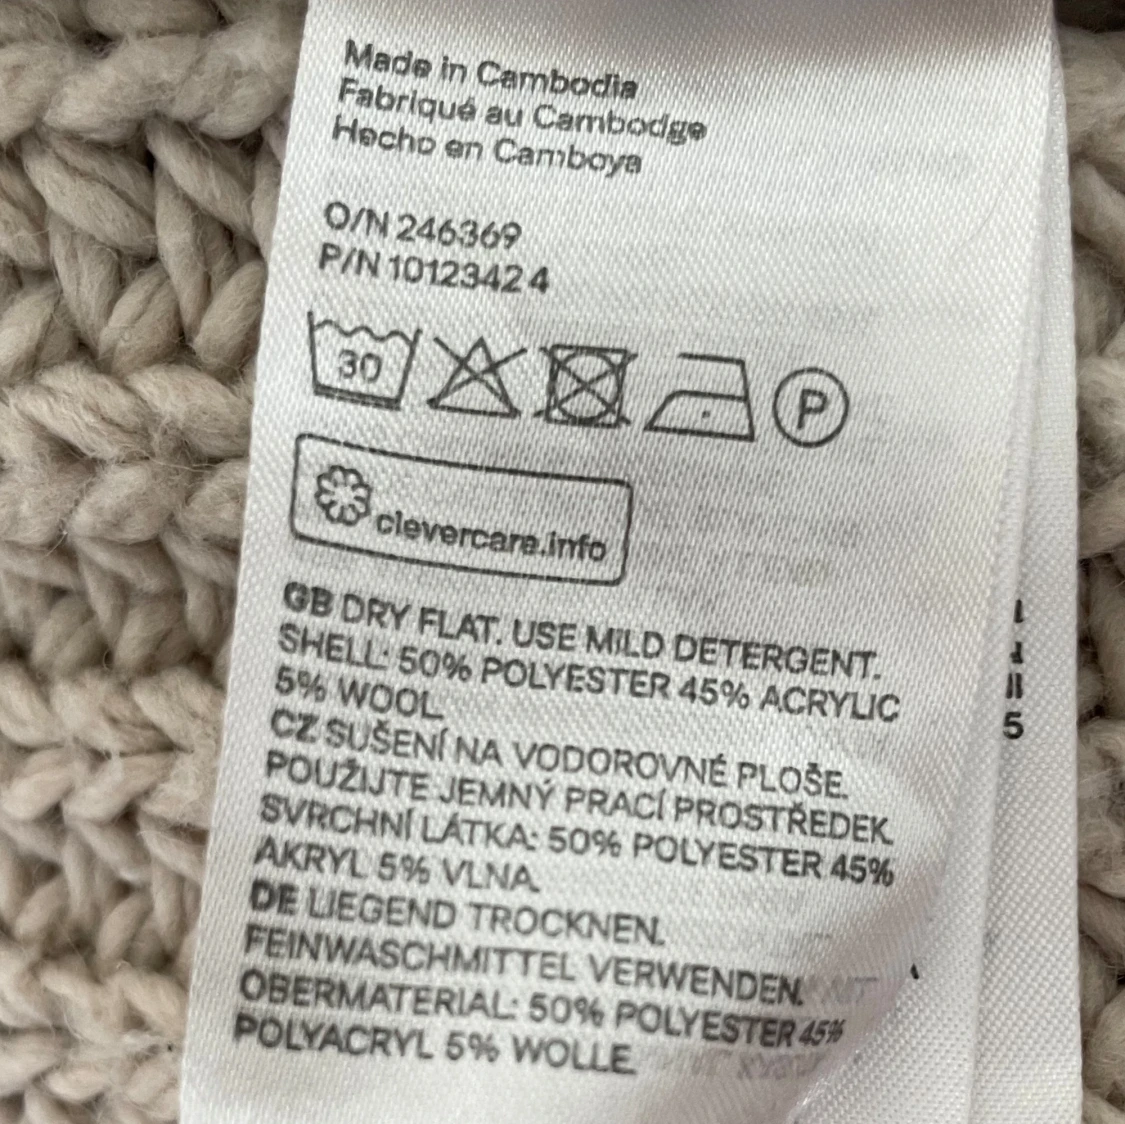 Made in Cambodia
Fabriqué au Cambodge
Hecho en Camboya
O/N 246369
P/N 10123424
30
P
clevercare.info
GB DRY FLAT. USE MILD DETERGENT.
SHELL: 50% POLYESTER 45% ACRYLIC
5% WOOL
CZ SUŠENÍ NA VODOROVNÉ PLOŠE.
POUŽIJTE JEMNÝ PRACÍ PROSTŘEDEK.
SVRCHNÍ LÁTKA: 50% POLYESTER 45%
AKRYL 5% VLNA
DE LIEGEND TROCKNEN.
FEINWASCHMITTEL VERWENDEN.
OBERMATERIAL: 50% POLYESTER 45%
POLYACRYL 5% WOLLE
5